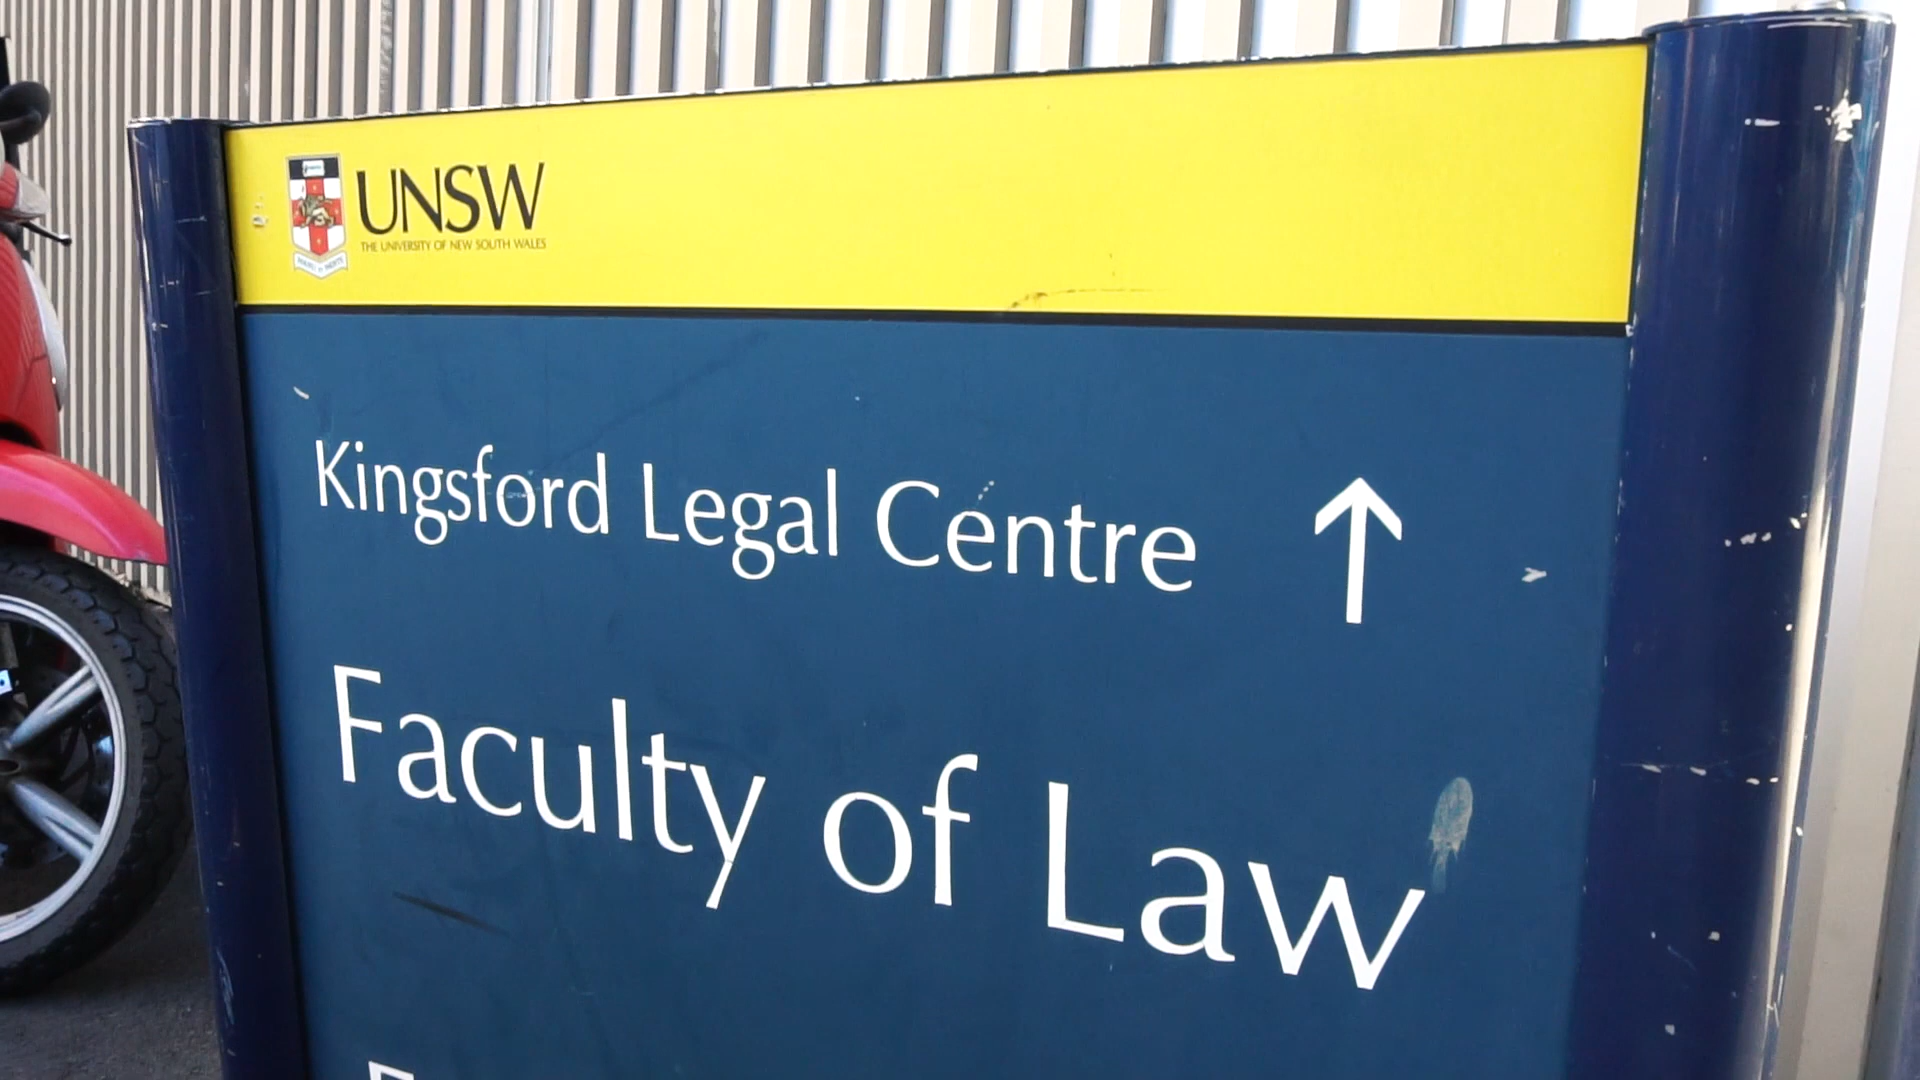 UNSW
THE UNIVERSITY OF NEW SOUTH WALES
Kingsford Legal Centre ↑
Faculty of Law